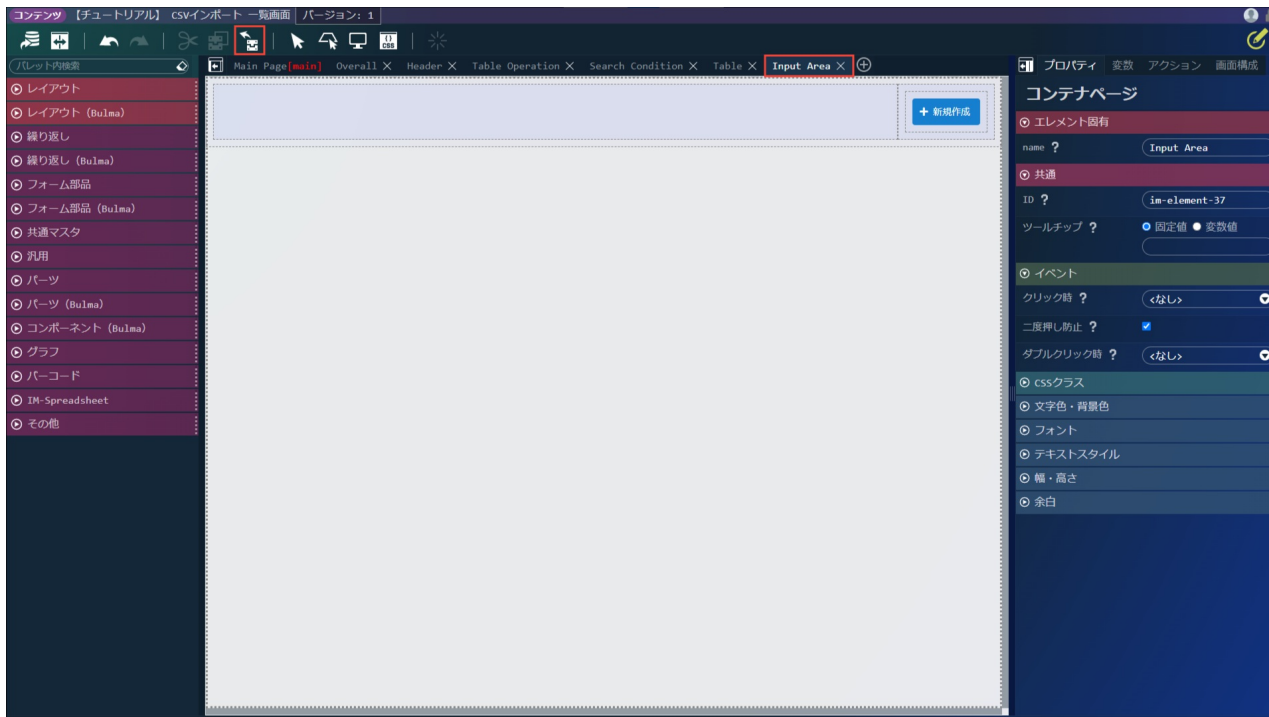 コンテンツ 【チュートリアル】 CSVインポート 一覧画面 バージョン: 1
{} CSS
パレット内検索
Main Page[main] Overall Header Table Operation Search Condition Table Input Area
プロパティ 変数 アクション 画面構成
レイアウト
レイアウト (Bulma)
繰り返し
繰り返し (Bulma)
フォーム部品
フォーム部品 (Bulma)
共通マスタ
汎用
パーツ
パーツ (Bulma)
コンポーネント (Bulma)
グラフ
バーコード
IM-Spreadsheet
その他
+ 新規作成
コンテナページ
エレメント固有
name ? Input Area
共通
ID ? im-element-37
ツールチップ ? 固定値 変数値
イベント
クリック時 ? <なし>
二度押し防止 ?
ダブルクリック時 ? <なし>
CSSクラス
文字色・背景色
フォント
テキストスタイル
幅・高さ
余白